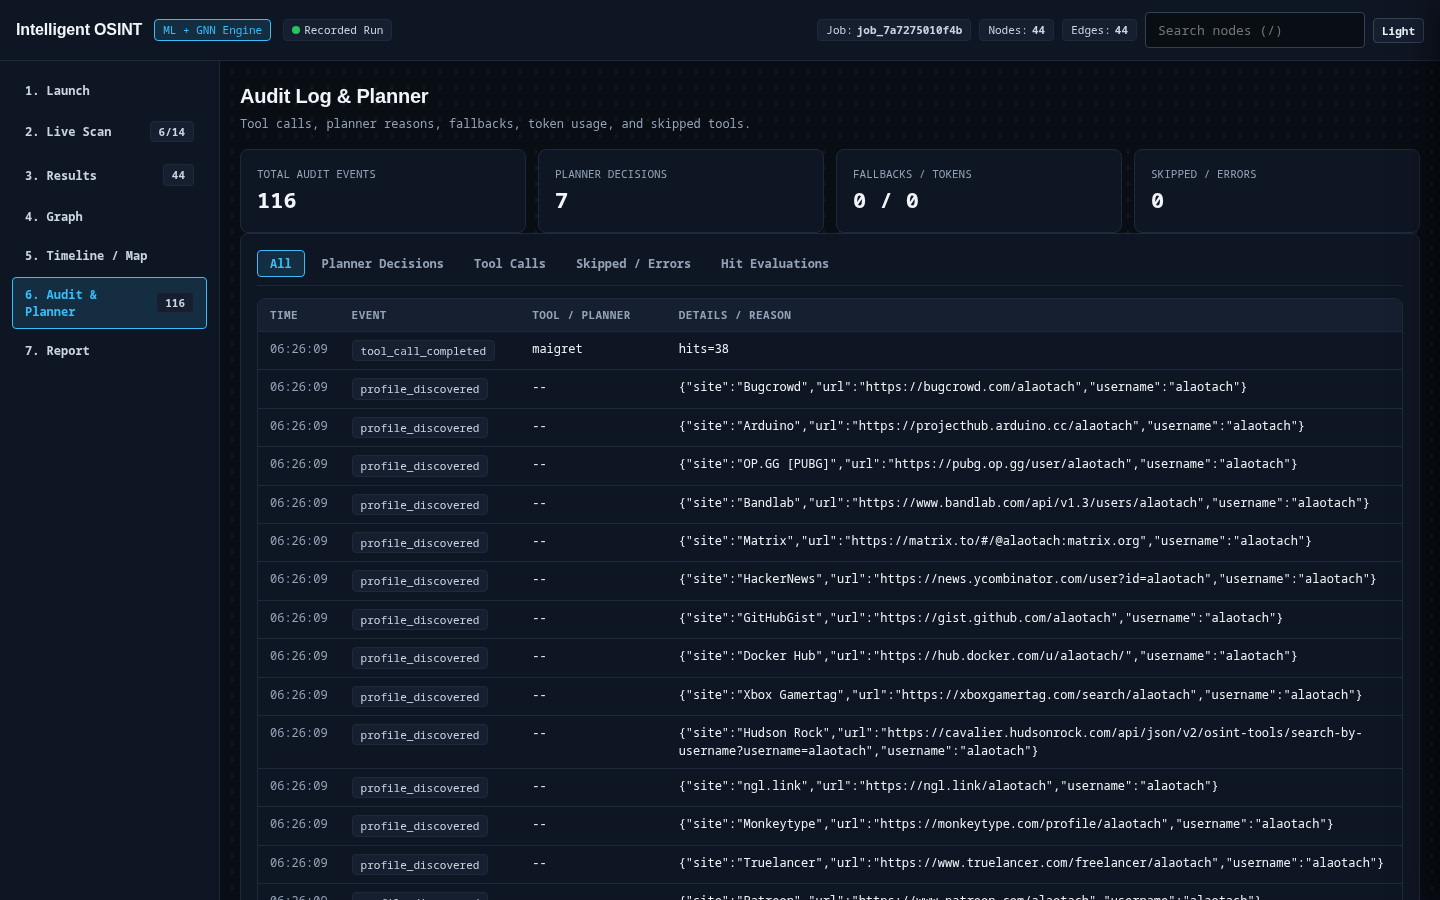 Intelligent OSINT
ML + GNN Engine
Recorded Run
Job: job_7a7275010f4b
Nodes: 44
Edges: 44
Search nodes (/)
Light
1. Launch
2. Live Scan 6/14
3. Results 44
4. Graph
5. Timeline / Map
6. Audit &
Planner 116
7. Report
Audit Log & Planner
Tool calls, planner reasons, fallbacks, token usage, and skipped tools.
TOTAL AUDIT EVENTS
116
PLANNER DECISIONS
7
FALLBACKS / TOKENS
0 / 0
SKIPPED / ERRORS
0
All Planner Decisions Tool Calls Skipped / Errors Hit Evaluations
TIME EVENT TOOL / PLANNER DETAILS / REASON
06:26:09 tool_call_completed maigret hits=38
06:26:09 profile_discovered -- {"site":"Bugcrowd","url":"https://bugcrowd.com/alaotach","username":"alaotach"}
06:26:09 profile_discovered -- {"site":"Arduino","url":"https://projecthub.arduino.cc/alaotach","username":"alaotach"}
06:26:09 profile_discovered -- {"site":"OP.GG [PUBG]","url":"https://pubg.op.gg/user/alaotach","username":"alaotach"}
06:26:09 profile_discovered -- {"site":"Bandlab","url":"https://www.bandlab.com/api/v1.3/users/alaotach","username":"alaotach"}
06:26:09 profile_discovered -- {"site":"Matrix","url":"https://matrix.to/#/@alaotach:matrix.org","username":"alaotach"}
06:26:09 profile_discovered -- {"site":"HackerNews","url":"https://news.ycombinator.com/user?id=alaotach","username":"alaotach"}
06:26:09 profile_discovered -- {"site":"GitHubGist","url":"https://gist.github.com/alaotach","username":"alaotach"}
06:26:09 profile_discovered -- {"site":"Docker Hub","url":"https://hub.docker.com/u/alaotach/","username":"alaotach"}
06:26:09 profile_discovered -- {"site":"Xbox Gamertag","url":"https://xboxgamertag.com/search/alaotach","username":"alaotach"}
06:26:09 profile_discovered -- {"site":"Hudson Rock","url":"https://cavalier.hudsonrock.com/api/json/v2/osint-tools/search-by-
username?username=alaotach","username":"alaotach"}
06:26:09 profile_discovered -- {"site":"ngl.link","url":"https://ngl.link/alaotach","username":"alaotach"}
06:26:09 profile_discovered -- {"site":"Monkeytype","url":"https://monkeytype.com/profile/alaotach","username":"alaotach"}
06:26:09 profile_discovered -- {"site":"Truelancer","url":"https://www.truelancer.com/freelancer/alaotach","username":"alaotach"}
06:26:09 profile_discovered -- {"site":"Patreon","url":"https://www.patreon.com/alaotach","username":"alaotach"}